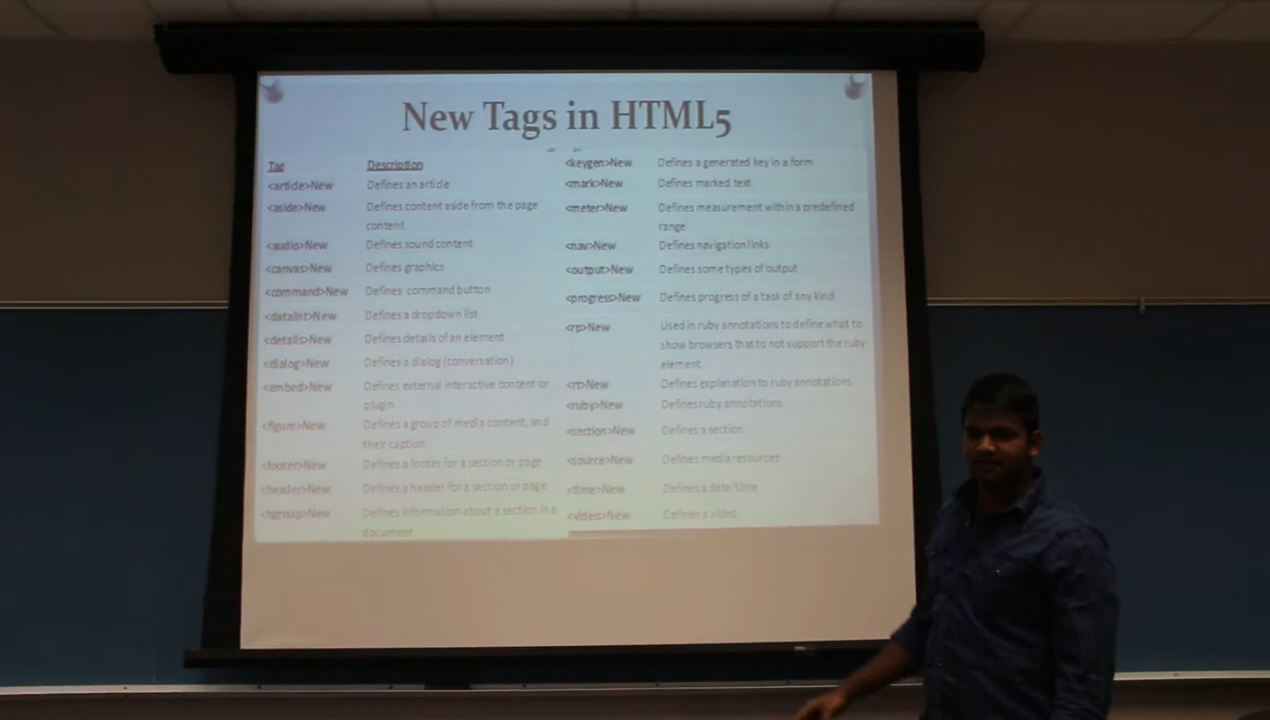 New Tags in HTML5
Tag Description
<article>New Defines an article
<aside>New Defines content aside from the page
content
<audio>New Defines sound content
<canvas>New Defines graphics
<command>New Defines command button
<datalist>New Defines a dropdown list
<details>New Defines details of an element
<dialog>New Defines a dialog (conversation)
<embed>New Defines external interactive content or
plugin
<figure>New Defines a group of media content, and
their caption
<footer>New Defines a footer for a section or page
<header>New Defines a header for a section or page
<hgroup>New Defines information about a section in a
document
<keygen>New Defines a generated key in a form
<mark>New Defines marked text
<meter>New Defines measurement within a predefined
range
<nav>New Defines navigation links
<output>New Defines some types of output
<progress>New Defines progress of a task of any kind
<rp>New Used in ruby annotations to define what to
show browsers that to not support the ruby
element.
<rt>New Defines explanation to ruby annotations.
<ruby>New Defines ruby annotations.
<section>New Defines a section
<source>New Defines media resources
<time>New Defines a date/time
<video>New Defines a video